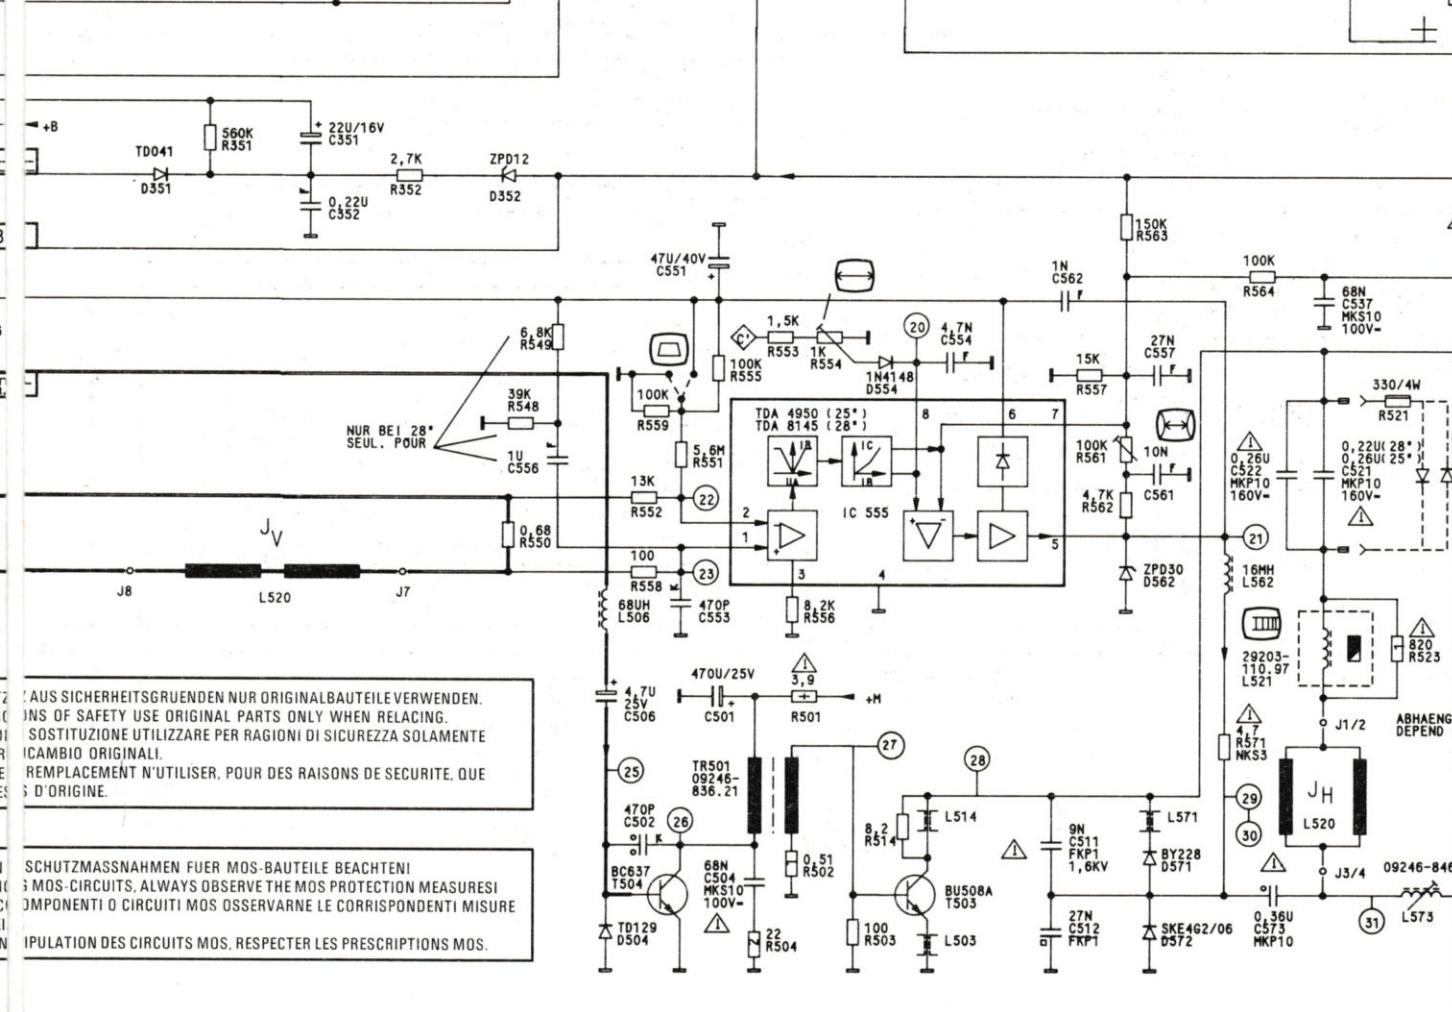 +B
TD041
D351
560K
R351
22U/16V
C351
0,22U
C352
2,7K
R352
ZPD12
D352
47U/40V
C551
150K
R563
1N
C562
100K
R564
68N
C537
MKS10
100V=
6,8K
R549
39K
R548
NUR BEI 28"
SEUL. POUR
1U
C556
100K
R555
100K
R559
5,6M
R551
C'
1,5K
R553
1K
R554
1N4148
D554
20
4,7N
C554
15K
R557
27N
C557
TDA 4950 (25")
TDA 8145 (28")
8
6
7
IB
UA
IC
IB
IC 555
2
1
3
4
5
100K
R561
10N
C561
4,7K
R562
330/4W
R521
0,26U
C522
MKP10
160V=
0,22U(28")
0,26U(25")
C521
MKP10
160V=
13K
R552
22
0,68
R550
100
R558
23
470P
C553
8,2K
R556
ZPD30
D562
21
16MH
L562
JV
J8
L520
J7
68UH
L506
29203-
110.97
L521
820
R523
AUS SICHERHEITSGRUENDEN NUR ORIGINALBAUTEILE VERWENDEN.
ONS OF SAFETY USE ORIGINAL PARTS ONLY WHEN RELACING.
SOSTITUZIONE UTILIZZARE PER RAGIONI DI SICUREZZA SOLAMENTE
ICAMBIO ORIGINALI.
REMPLACEMENT N'UTILISER, POUR DES RAISONS DE SECURITE, QUE
S D'ORIGINE.
4,7U
25V
C506
470U/25V
C501
3,9
R501
+M
4,7
R571
NKS3
J1/2
ABHAENG
DEPEND
25
TR501
09246-
836.21
27
28
29
30
JH
L520
470P
C502
26
8,2
R514
L514
9N
C511
FKP1
1,6KV
L571
BY228
D571
SCHUTZMASSNAHMEN FUER MOS-BAUTEILE BEACHTENI
MOS-CIRCUITS, ALWAYS OBSERVE THE MOS PROTECTION MEASURESI
OMPONENTI O CIRCUITI MOS OSSERVARNE LE CORRISPONDENTI MISURE
IPULATION DES CIRCUITS MOS, RESPECTER LES PRESCRIPTIONS MOS.
BC637
T504
68N
C504
MKS10
100V=
0,51
R502
BU508A
T503
J3/4
09246-846
TD129
D504
22
R504
100
R503
L503
27N
C512
FKP1
SKE4G2/06
D572
0,36U
C573
MKP10
31
L573